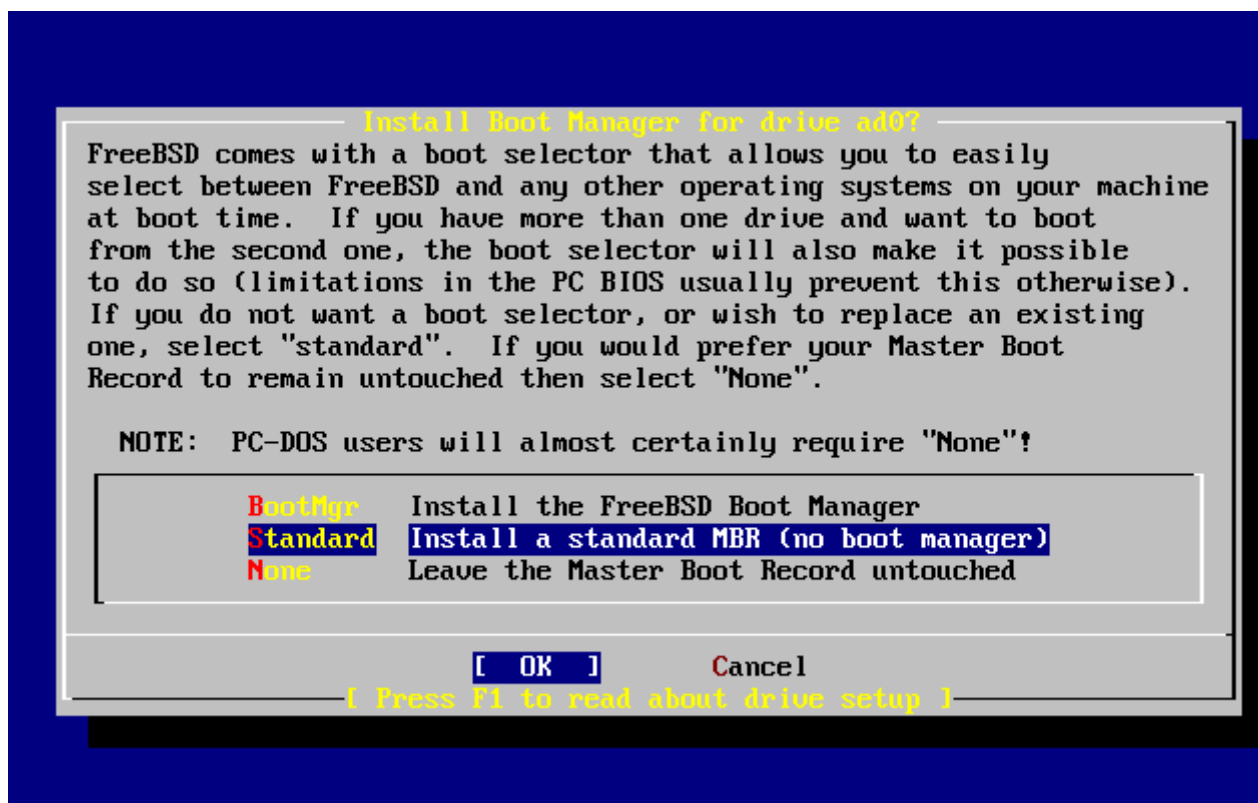 Install Boot Manager for drive ad0?
FreeBSD comes with a boot selector that allows you to easily
select between FreeBSD and any other operating systems on your machine
at boot time.  If you have more than one drive and want to boot
from the second one, the boot selector will also make it possible
to do so (limitations in the PC BIOS usually prevent this otherwise).
If you do not want a boot selector, or wish to replace an existing
one, select "standard".  If you would prefer your Master Boot
Record to remain untouched then select "None".
NOTE:  PC-DOS users will almost certainly require "None"!
BootMgr  Install the FreeBSD Boot Manager
Standard  Install a standard MBR (no boot manager)
None  Leave the Master Boot Record untouched
[  OK  ]  Cancel
[ Press F1 to read about drive setup ]